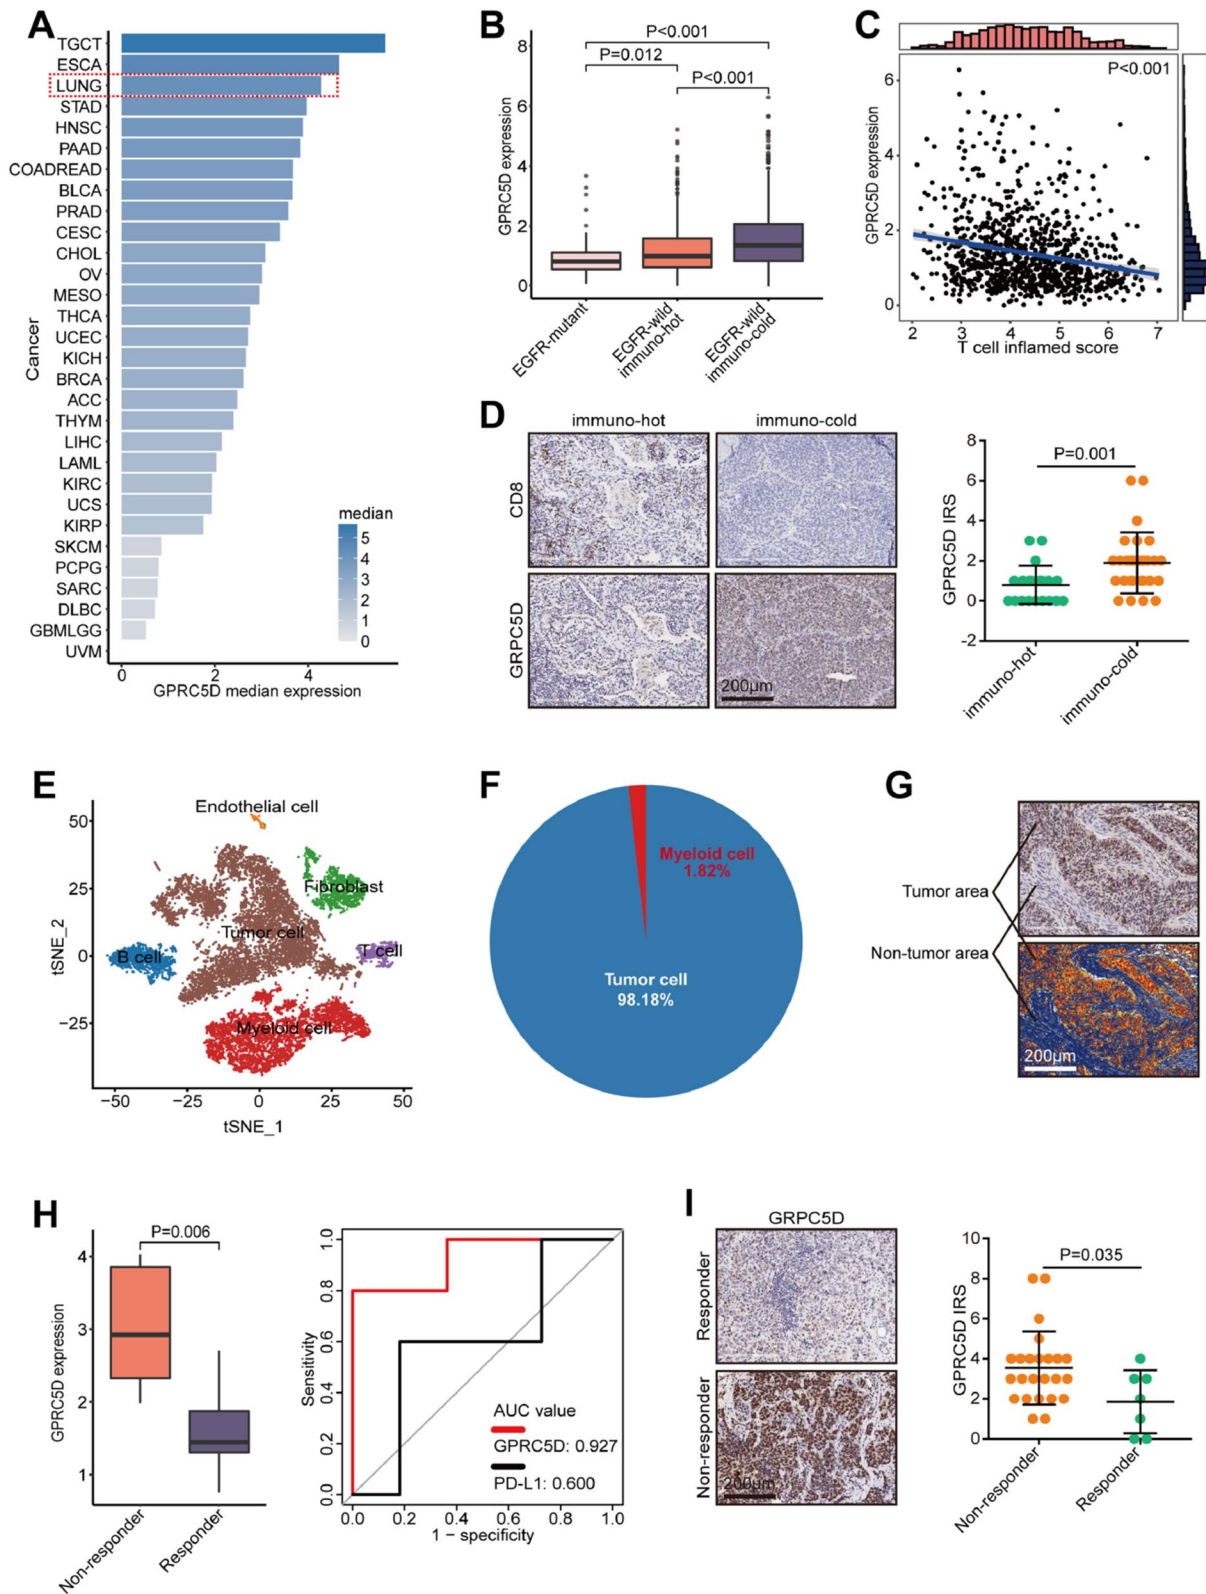 A
TGCT
ESCA
LUNG
STAD
HNSC
PAAD
COADREAD
BLCA
PRAD
CESC
CHOL
OV
MESO
THCA
UCEC
KICH
BRCA
ACC
THYM
LIHC
LAML
KIRC
UCS
KIRP
SKCM
PCPG
SARC
DLBC
GBMLGG
UVM
Cancer
0 2 4
GPRC5D median expression
median
5
4
3
2
1
0
B
P<0.001
P=0.012
P<0.001
8
6
4
2
0
GPRC5D expression
EGFR-mutant
EGFR-wild
immuno-hot
EGFR-wild
immuno-cold
C
P<0.001
6
4
2
0
GPRC5D expression
2 3 4 5 6 7
T cell inflamed score
D
immuno-hot immuno-cold
CD8
GRPC5D
200μm
P=0.001
8
6
4
2
0
-2
GPRC5D IRS
immuno-hot
immuno-cold
E
Endothelial cell
Fibroblast
Tumor cell
B cell
T cell
Myeloid cell
50
25
0
−25
tSNE_2
−50 −25 0 25 50
tSNE_1
F
Myeloid cell
1.82%
Tumor cell
98.18%
G
Tumor area
Non-tumor area
200μm
H
P=0.006
4
3
2
1
GPRC5D expression
Non-responder
Responder
1.0
0.8
0.6
0.4
0.2
0.0
Sensitivity
AUC value
GPRC5D: 0.927
PD-L1: 0.600
0.0 0.2 0.4 0.6 0.8 1.0
1 − specificity
I
GRPC5D
Responder
Non-responder
200μm
P=0.035
10
8
6
4
2
0
GPRC5D IRS
Non-responder
Responder